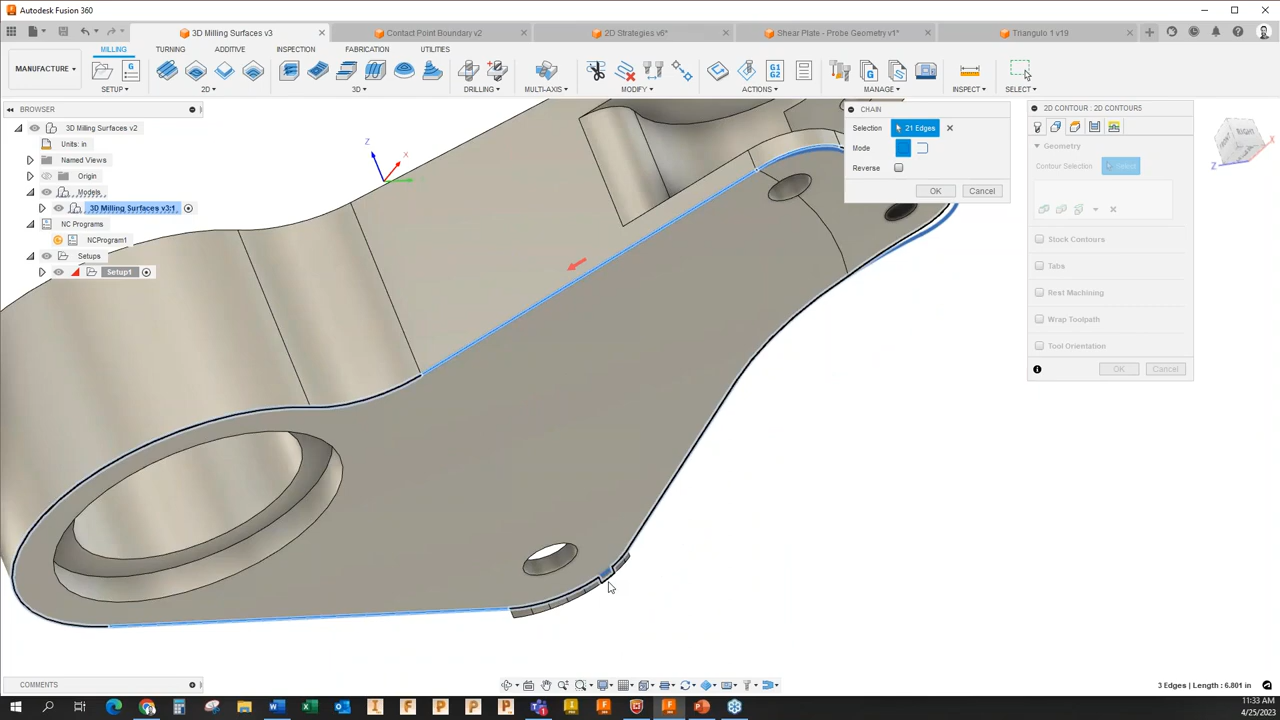 Autodesk Fusion 360
3D Milling Surfaces v3
Contact Point Boundary v2
2D Strategies v6*
Shear Plate - Probe Geometry v1*
Triangulo 1 v19
MANUFACTURE
MILLING TURNING ADDITIVE INSPECTION FABRICATION UTILITIES
SETUP 2D 3D DRILLING MULTI-AXIS MODIFY ACTIONS MANAGE INSPECT SELECT
G1
G2
BROWSER
3D Milling Surfaces v2
Units: in
Named Views
Origin
Models
3D Milling Surfaces v3:1
NC Programs
NCProgram1
Setups
Setup1
Z
X
CHAIN
Selection 21 Edges
Mode
Reverse
OK Cancel
2D CONTOUR : 2D CONTOUR5
Geometry
Contour Selection Select
Stock Contours
Tabs
Rest Machining
Wrap Toolpath
Tool Orientation
OK Cancel
RIGHT
Z
X
COMMENTS
3 Edges | Length : 6.801 in
11:33 AM
4/25/2023